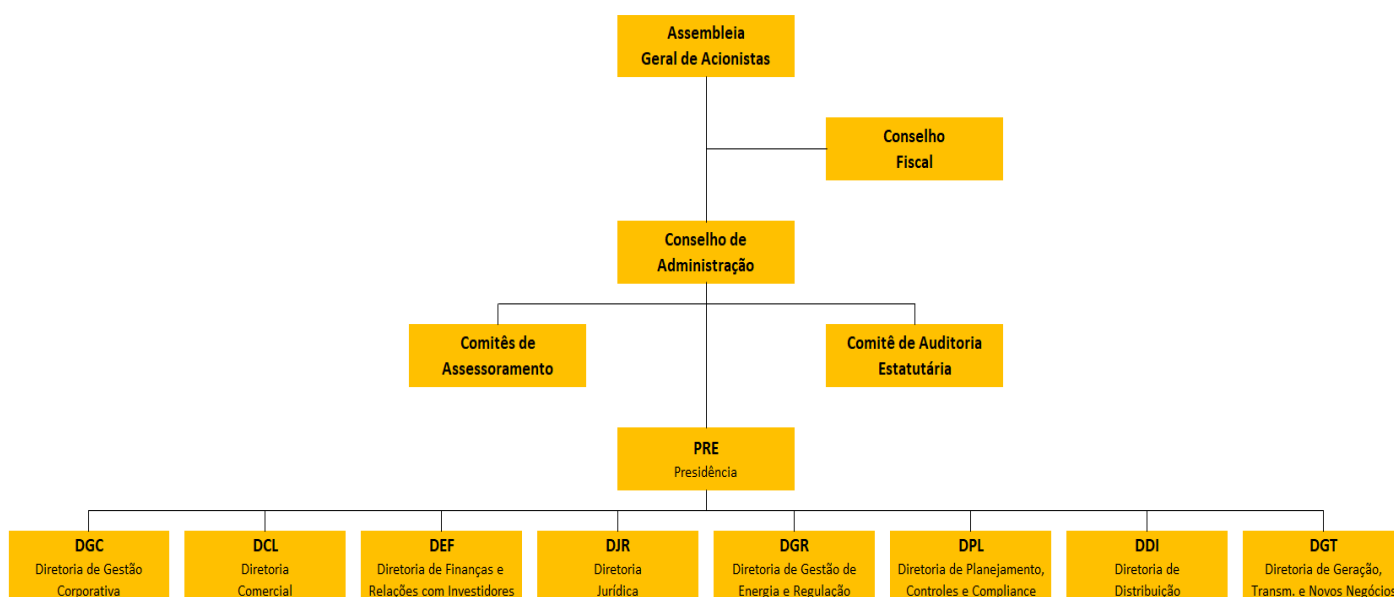 Assembleia
Geral de Acionistas
Conselho
Fiscal
Conselho de
Administração
Comitês de
Assessoramento
Comitê de Auditoria
Estatutária
PRE
Presidência
DGC
Diretoria de Gestão
Corporativa
DCL
Diretoria
Comercial
DEF
Diretoria de Finanças e
Relações com Investidores
DJR
Diretoria
Jurídica
DGR
Diretoria de Gestão de
Energia e Regulação
DPL
Diretoria de Planejamento,
Controles e Compliance
DDI
Diretoria de
Distribuição
DGT
Diretoria de Geração,
Transm. e Novos Negócios